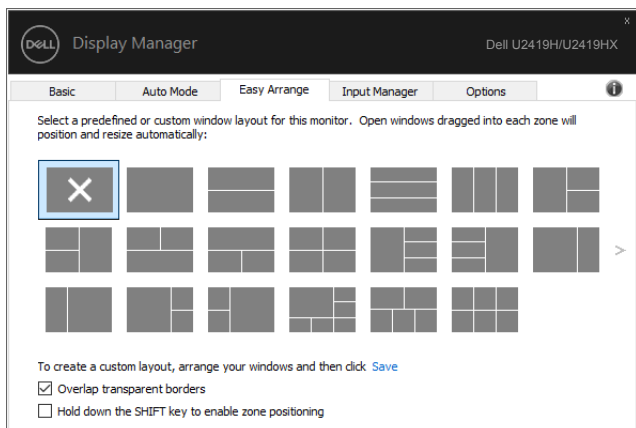 x
DELL Display Manager Dell U2419H/U2419HX
Basic Auto Mode Easy Arrange Input Manager Options i
Select a predefined or custom window layout for this monitor. Open windows dragged into each zone will
position and resize automatically:
>
To create a custom layout, arrange your windows and then click Save
Overlap transparent borders
Hold down the SHIFT key to enable zone positioning